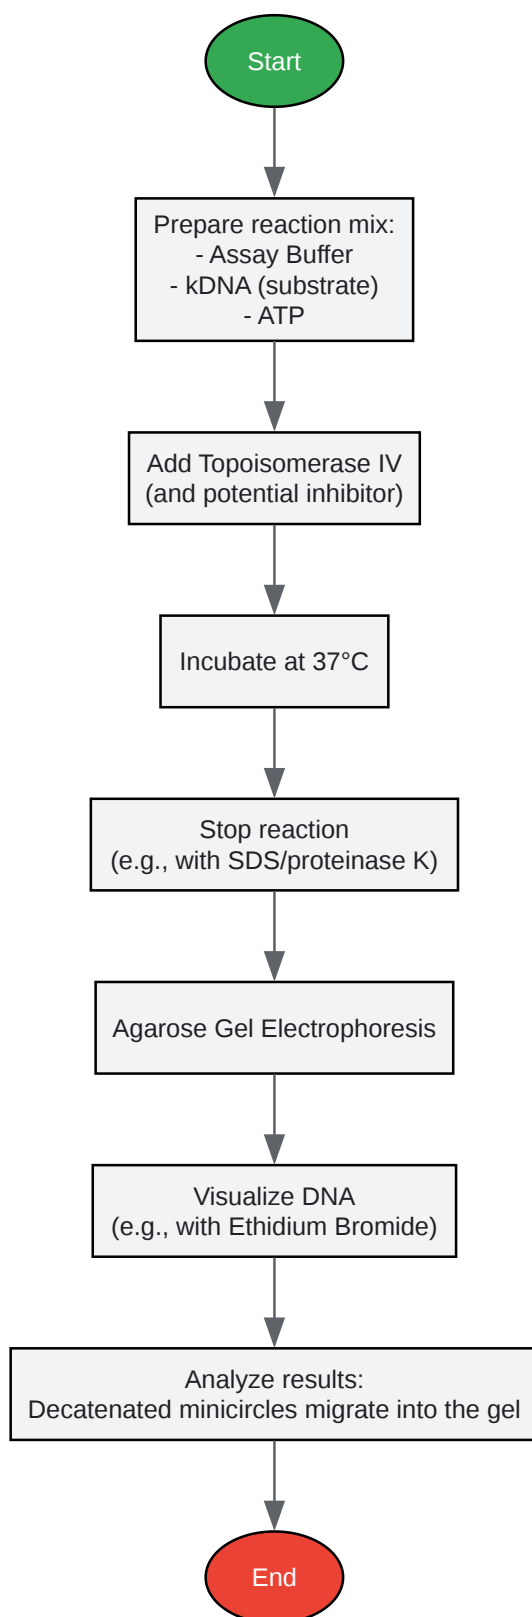 Start
Prepare reaction mix:
- Assay Buffer
- kDNA (substrate)
- ATP
Add Topoisomerase IV
(and potential inhibitor)
Incubate at 37°C
Stop reaction
(e.g., with SDS/proteinase K)
Agarose Gel Electrophoresis
Visualize DNA
(e.g., with Ethidium Bromide)
Analyze results:
Decatenated minicircles migrate into the gel
End